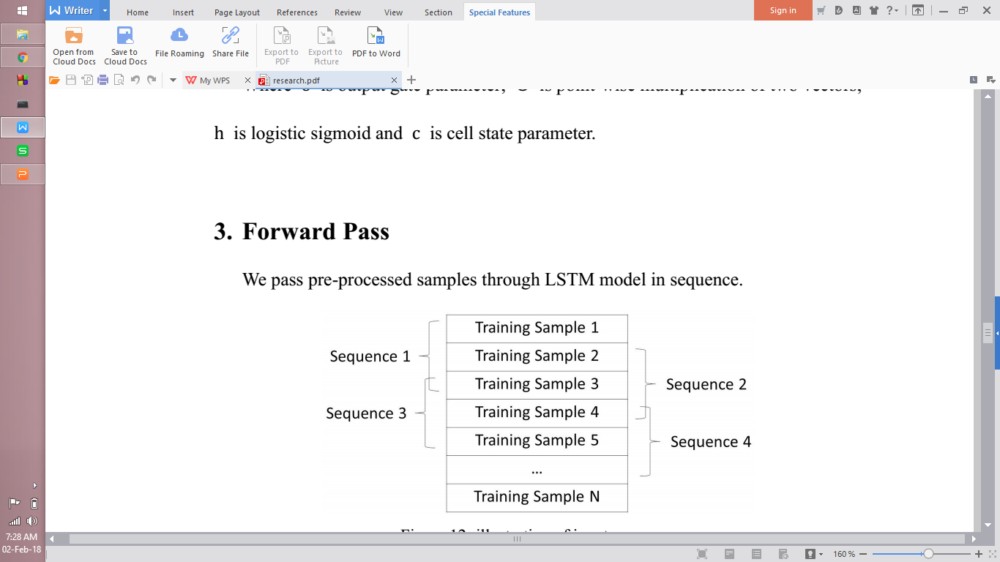 Writer
Home Insert Page Layout References Review View Section Special Features
Sign in
Open from Cloud Docs
Save to Cloud Docs
File Roaming
Share File
Export to PDF
Export to Picture
PDF to Word
My WPS
research.pdf
h is logistic sigmoid and c is cell state parameter.
3. Forward Pass
We pass pre-processed samples through LSTM model in sequence.
Training Sample 1
Sequence 1
Training Sample 2
Training Sample 3
Sequence 2
Sequence 3
Training Sample 4
Training Sample 5
Sequence 4
...
Training Sample N
7:28 AM
02-Feb-18
160 %